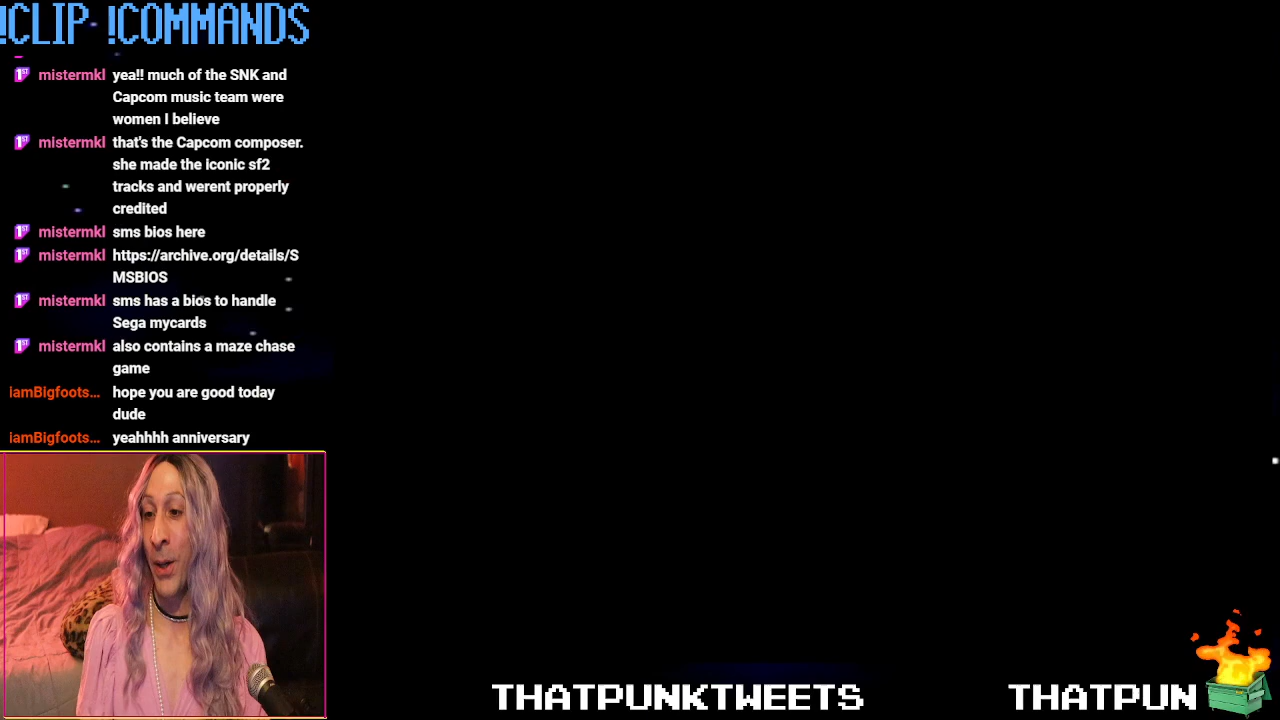 !CLIP !COMMANDS
mistermkl yea!! much of the SNK and
Capcom music team were
women I believe
mistermkl that's the Capcom composer.
she made the iconic sf2
tracks and werent properly
credited
mistermkl sms bios here
mistermkl https://archive.org/details/S
MSBIOS
mistermkl sms has a bios to handle
Sega mycards
mistermkl also contains a maze chase
game
iamBigfoots... hope you are good today
dude
iamBigfoots... yeahhhh anniversary
THATPUNKTWEETS THATPUN